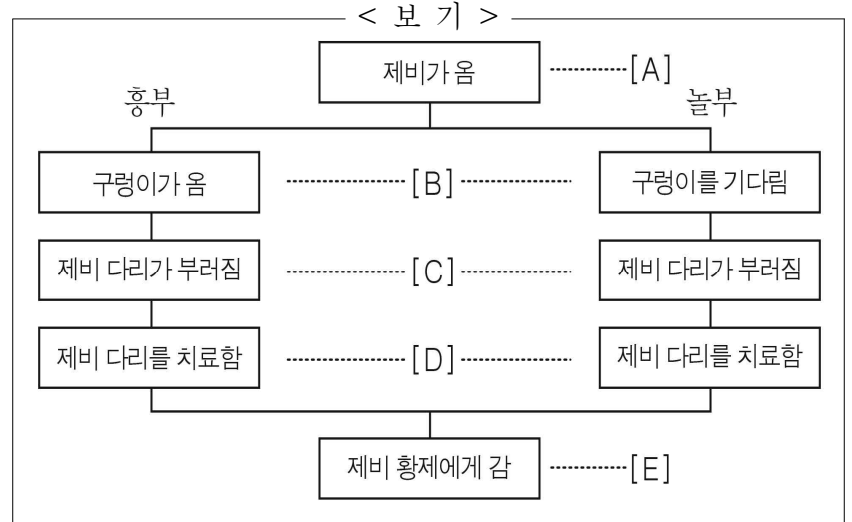 < 보 기 >
제비가 옴 [A]
흥부 놀부
구렁이가 옴 [B] 구렁이를 기다림
제비 다리가 부러짐 [C] 제비 다리가 부러짐
제비 다리를 치료함 [D] 제비 다리를 치료함
제비 황제에게 감 [E]